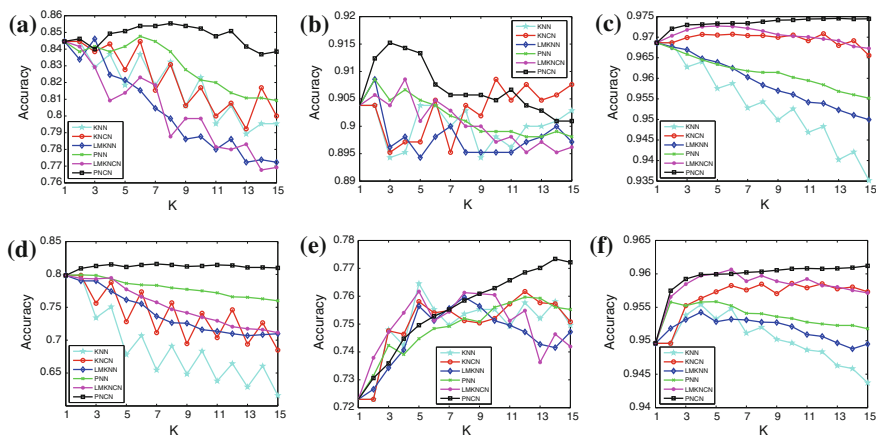 (a)
Accuracy
0.86
0.85
0.84
0.83
0.82
0.81
0.8
0.79
0.78
0.77
0.76
KNN
KNCN
LMKNN
PNN
LMKNCN
PNCN
1 3 5 7 9 11 13 15
K
(b)
Accuracy
0.92
0.915
0.91
0.905
0.9
0.895
0.89
KNN
KNCN
LMKNN
PNN
LMKNCN
PNCN
1 3 5 7 9 11 13 15
K
(c)
Accuracy
0.975
0.97
0.965
0.96
0.955
0.95
0.945
0.94
0.935
KNN
KNCN
LMKNN
PNN
LMKNCN
PNCN
1 3 5 7 9 11 13 15
K
(d)
Accuracy
0.85
0.8
0.75
0.7
0.65
KNN
KNCN
LMKNN
PNN
LMKNCN
PNCN
1 3 5 7 9 11 13 15
K
(e)
Accuracy
0.78
0.77
0.76
0.75
0.74
0.73
0.72
KNN
KNCN
LMKNN
PNN
LMKNCN
PNCN
1 3 5 7 9 11 13 15
K
(f)
Accuracy
0.965
0.96
0.955
0.95
0.945
0.94
KNN
KNCN
LMKNN
PNN
LMKNCN
PNCN
1 3 5 7 9 11 13 15
K